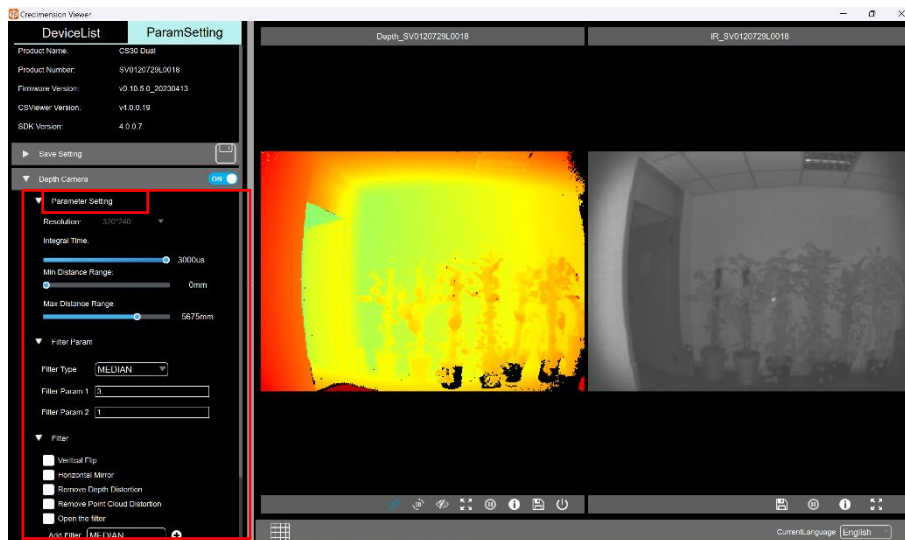 Credimension Viewer
DeviceList ParamSetting
Product Name: CS30 Dual
Product Number: SV0120729L0018
Firmware Version: v0.10.5.0_20230413
CSViewer Version: v4.0.0.19
SDK Version: 4.0.0.7
Save Setting
Depth Camera ON
Parameter Setting
Resolution: 320*240
Integral Time:
3000us
Min Distance Range:
0mm
Max Distance Range:
5675mm
Filter Param
Filter Type MEDIAN
Filter Param 1 3
Filter Param 2 1
Filter
Veritcal Flip
Horizontal Mirror
Remove Depth Distortion
Remove Point Cloud Distortion
Open the filter
Add Filter MEDIAN
Depth_SV0120729L0018
IR_SV0120729L0018
CurrentLanguage English